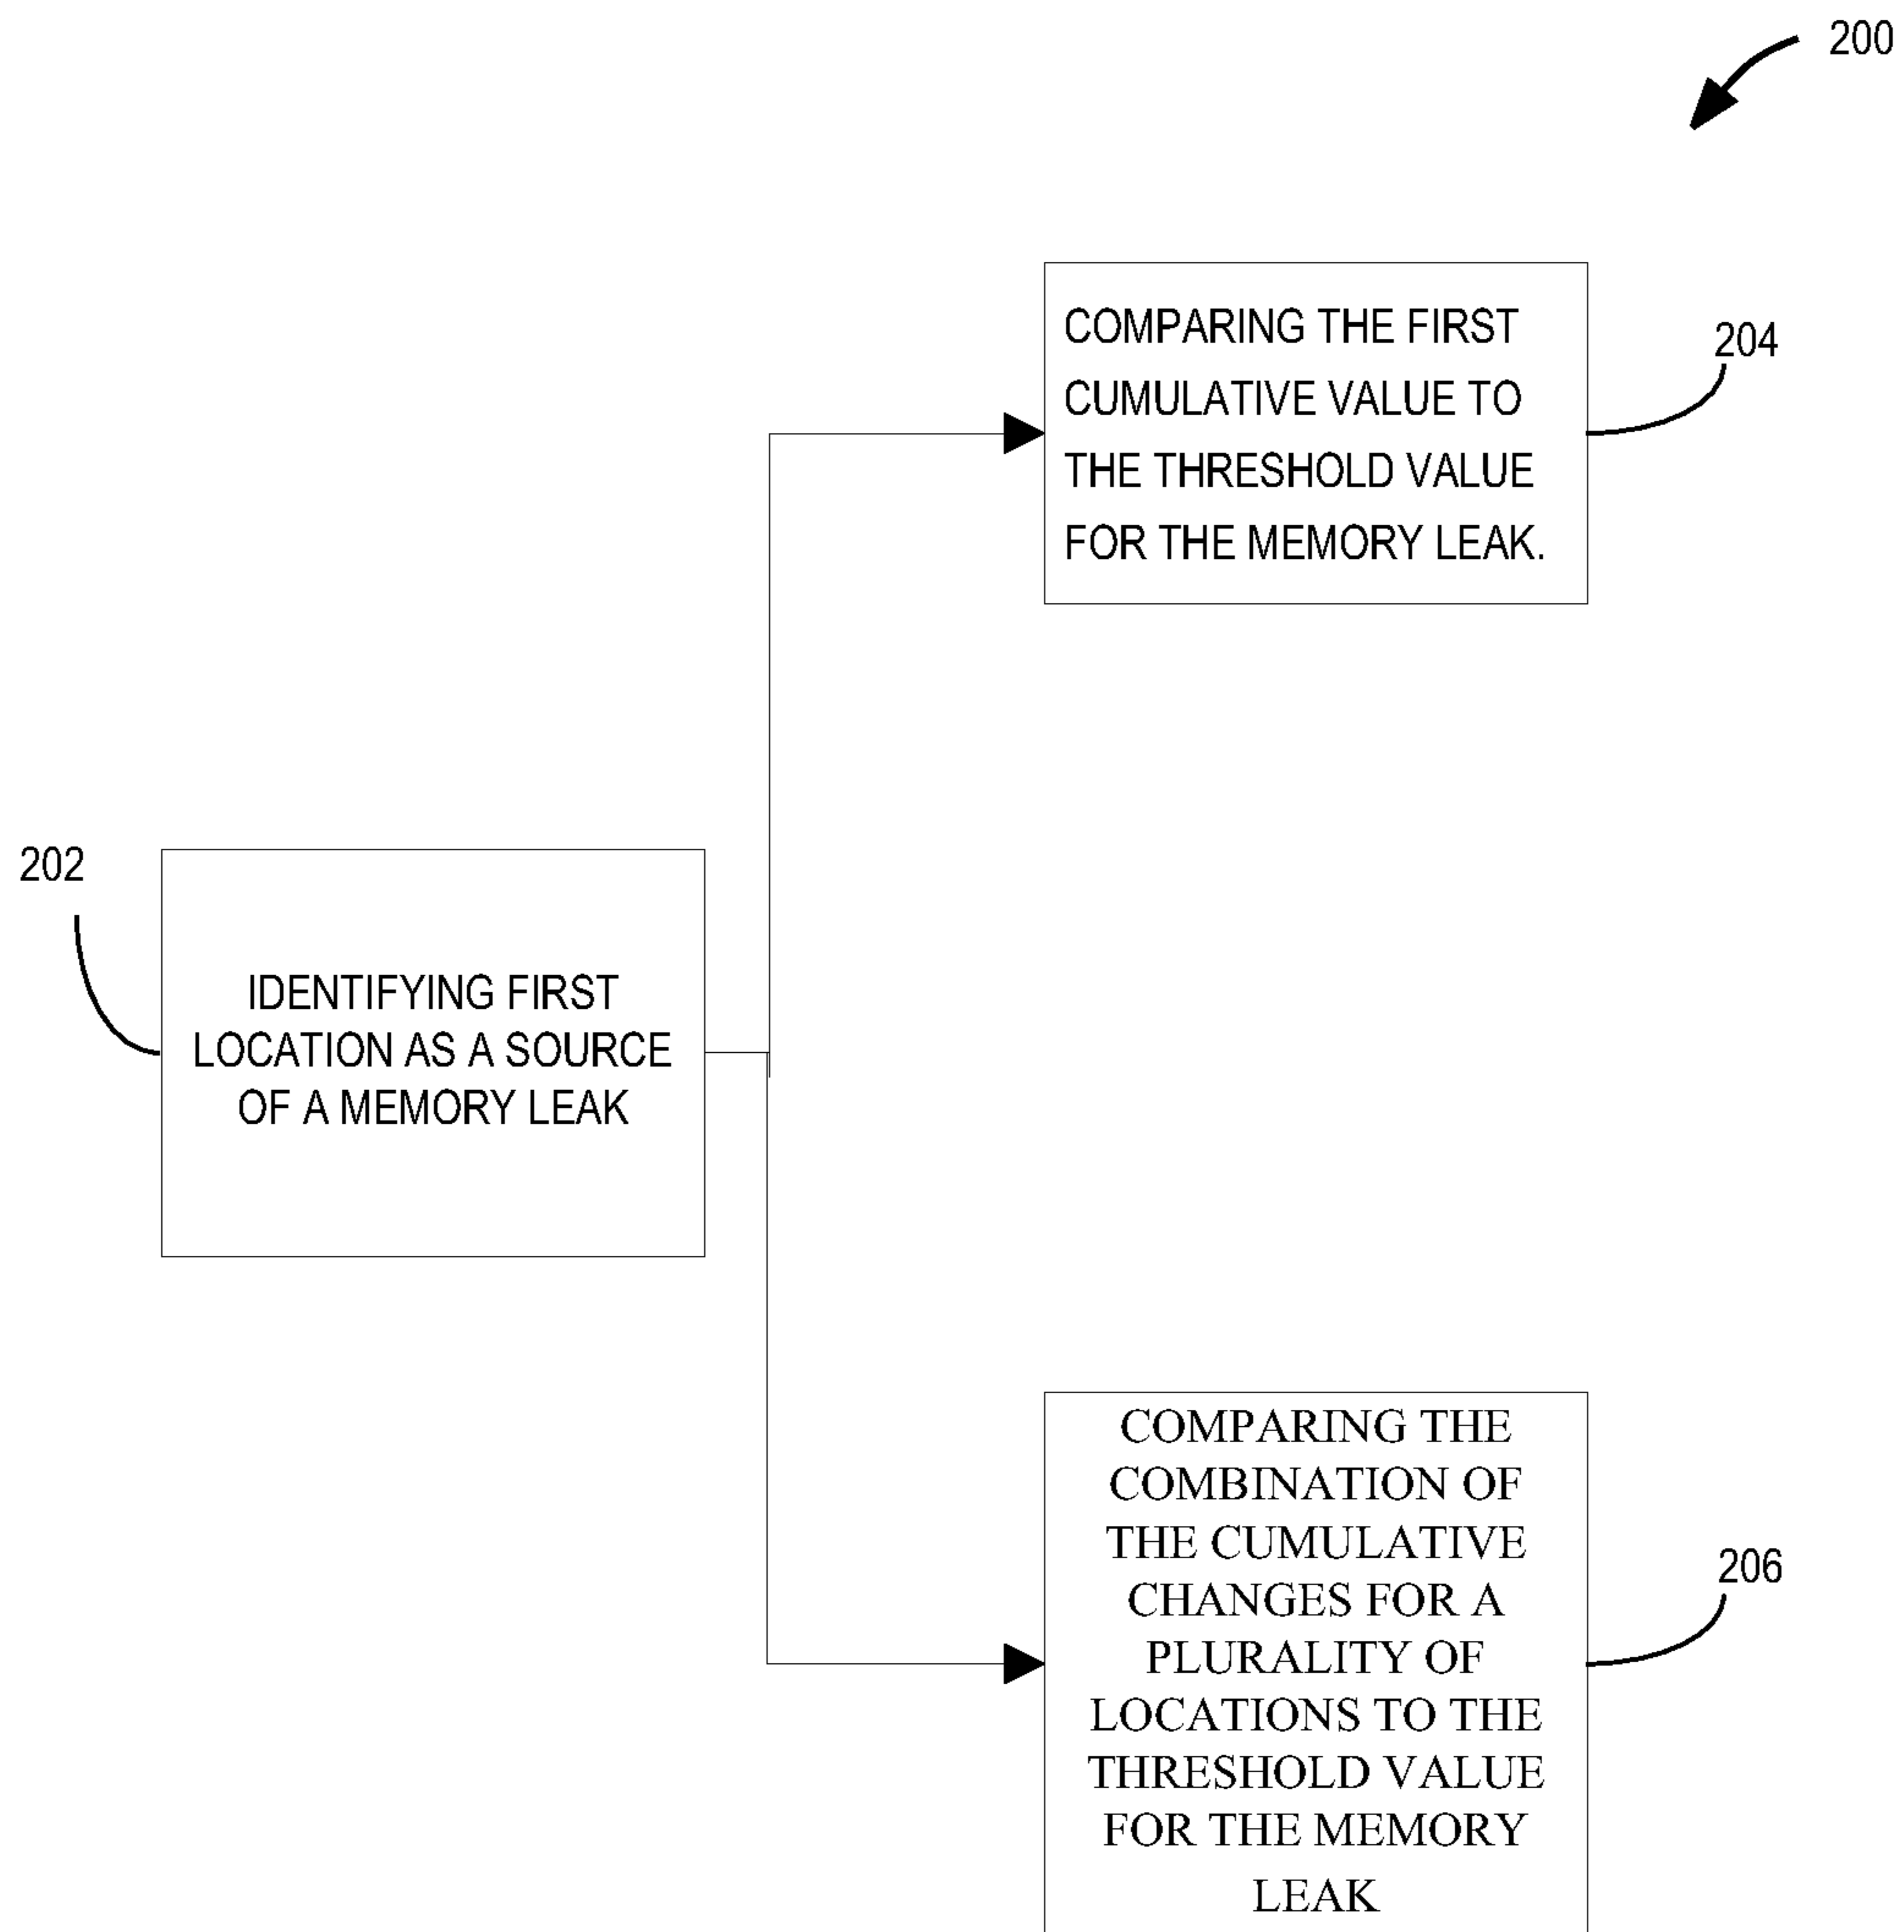 200
COMPARING THE FIRST
CUMULATIVE VALUE TO
THE THRESHOLD VALUE
FOR THE MEMORY LEAK.
204
202
IDENTIFYING FIRST
LOCATION AS A SOURCE
OF A MEMORY LEAK
COMPARING THE
COMBINATION OF
THE CUMULATIVE
CHANGES FOR A
PLURALITY OF
LOCATIONS TO THE
THRESHOLD VALUE
FOR THE MEMORY
LEAK
206